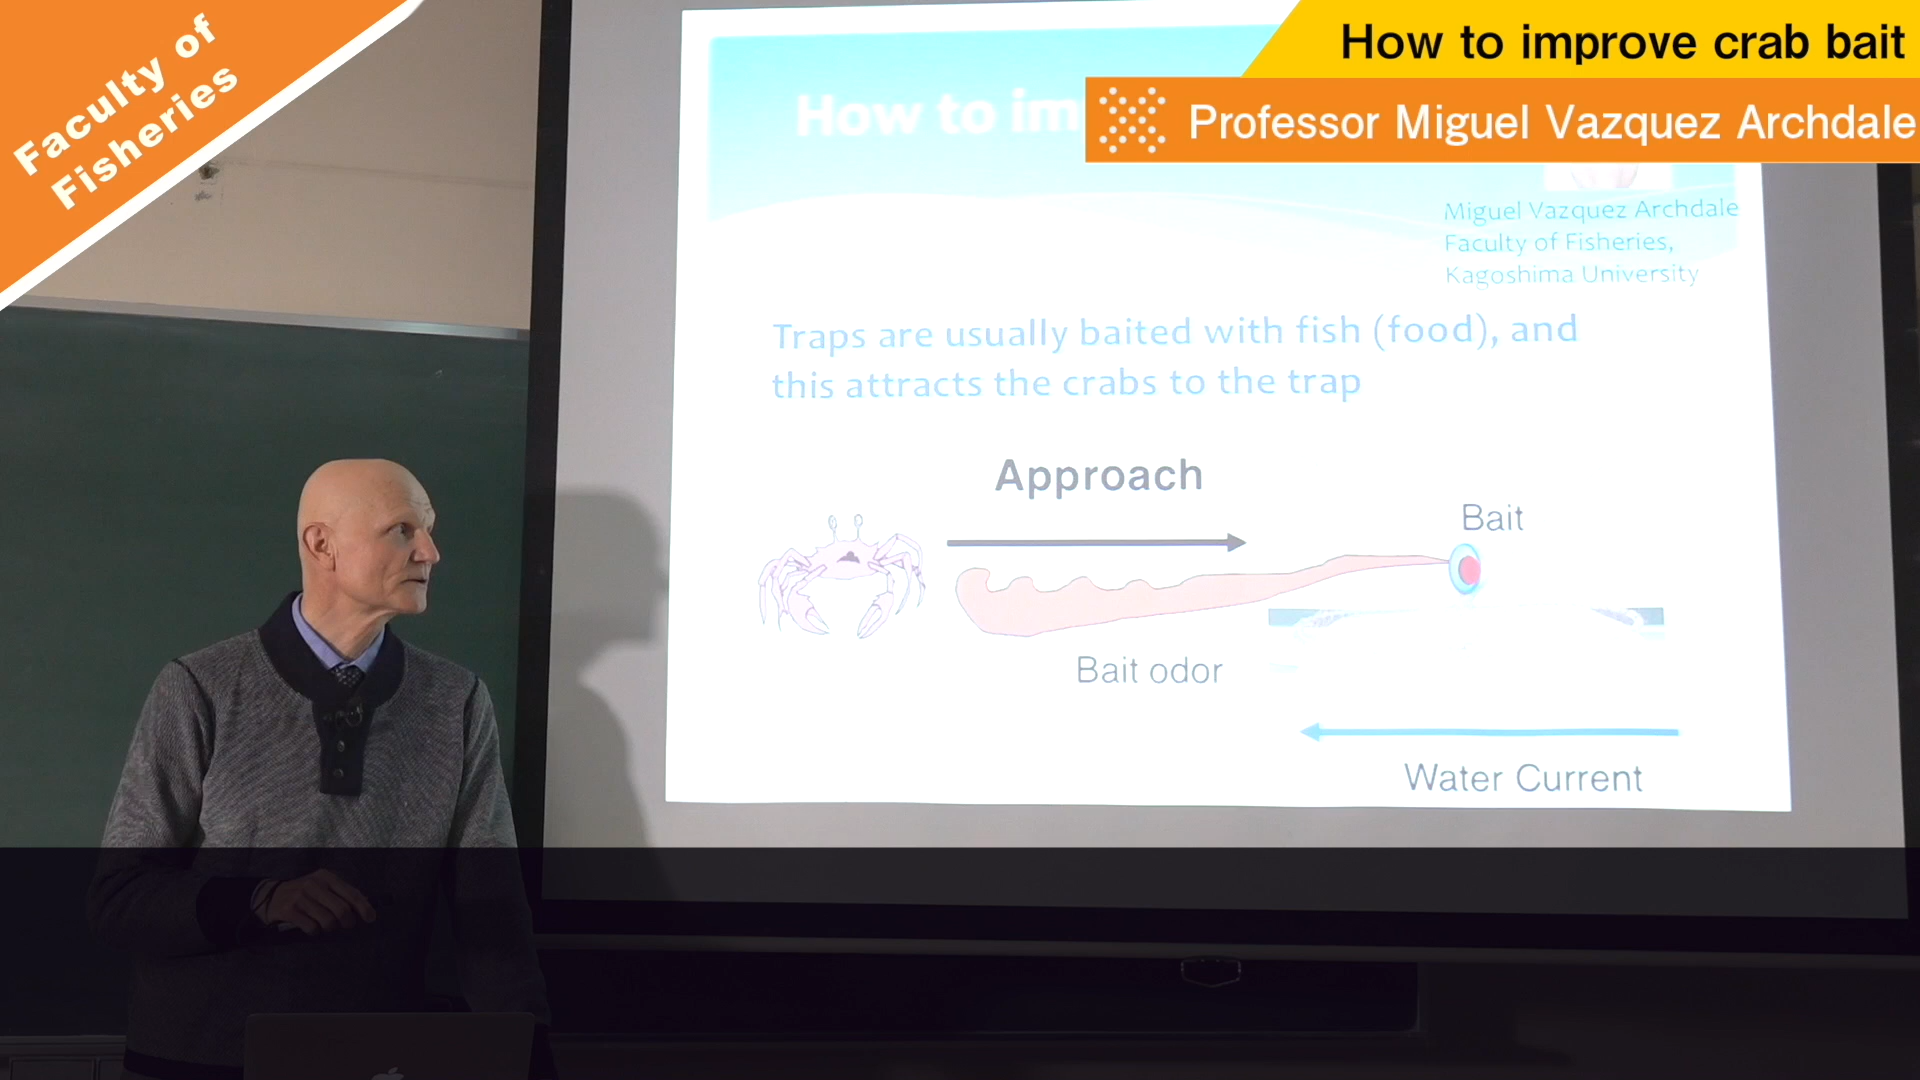 Faculty of
Fisheries
How to improve crab bait
Professor Miguel Vazquez Archdale
How to im
Miguel Vazquez Archdale
Faculty of Fisheries,
Kagoshima University
Traps are usually baited with fish (food), and
this attracts the crabs to the trap
Approach
Bait
Bait odor
Water Current